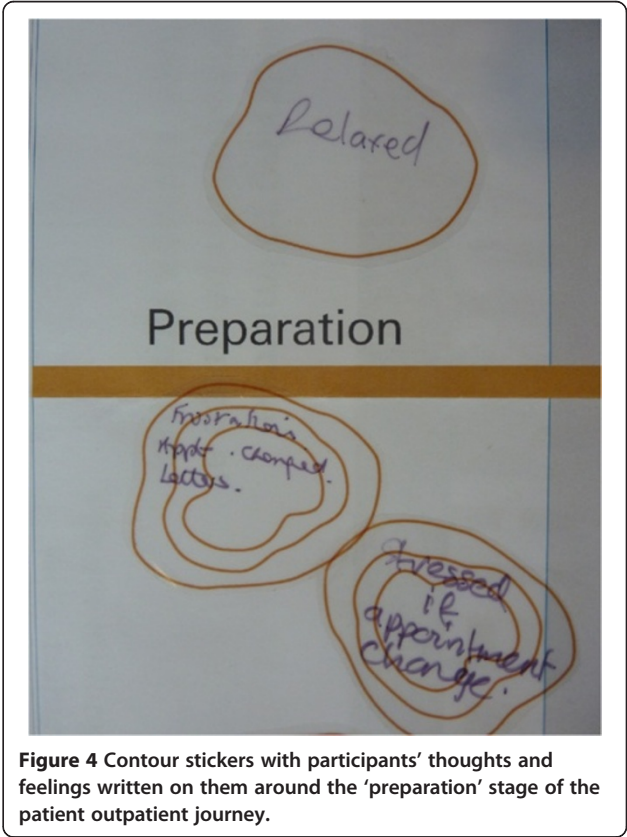 Relaxed
Preparation
Frustrations
Appt. changed.
Letters.
Stressed
if
appointment
change.
Figure 4 Contour stickers with participants’ thoughts and
feelings written on them around the ‘preparation’ stage of the
patient outpatient journey.